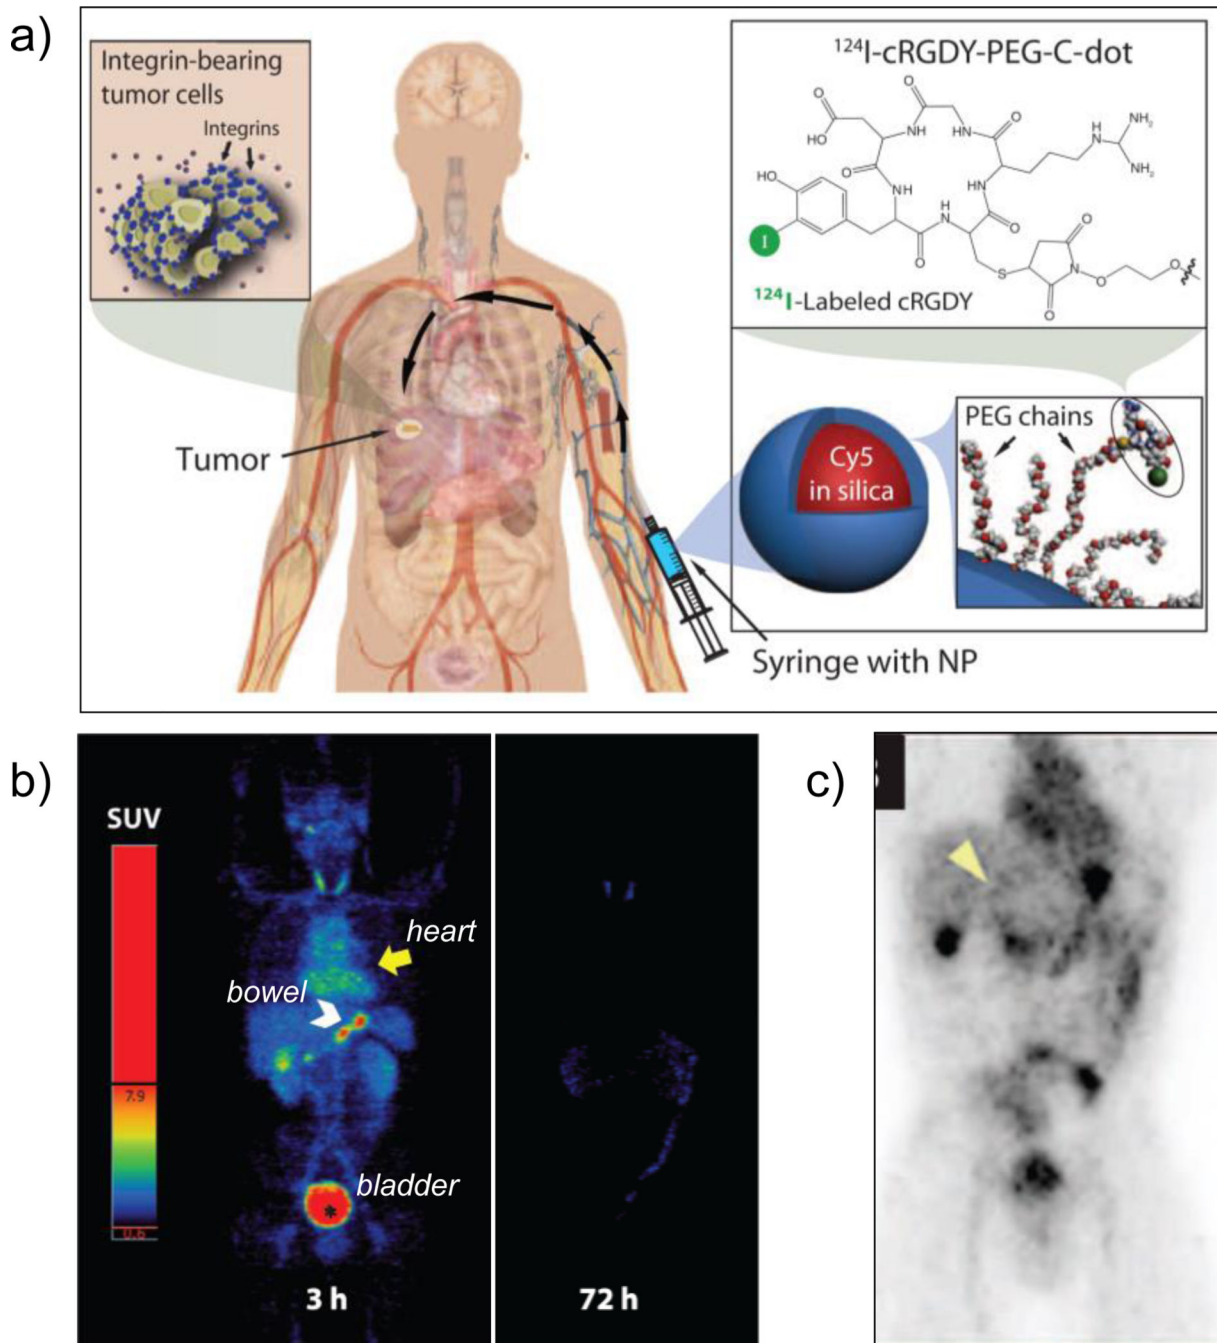 a)
Integrin-bearing
tumor cells
Integrins
Tumor
Syringe with NP
¹²⁴I-cRGDY-PEG-C-dot
O
O
HO
NH
HN
O
H
N
NH₂
NH₂
O
HO
NH
NH
O
I
O
H
N
O
O
O
S
N
O
O
O
¹²⁴I-Labeled cRGDY
Cy5
in silica
PEG chains
b)
SUV
7.9
0.6
heart
bowel
bladder
*
3 h
72 h
c)